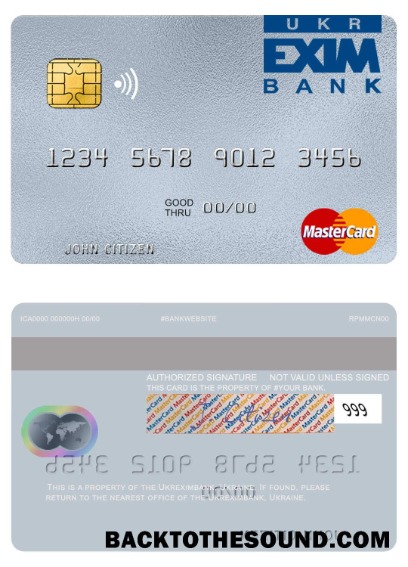 UKR
EXIM
BANK
1234 5678 9012 3456
GOOD
THRU 00/00
MasterCard
JOHN CITIZEN
ICA0000 000000H 00/00 #BANKWEBSITE RPMMCN00
AUTHORIZED SIGNATURE NOT VALID UNLESS SIGNED
THIS CARD IS THE PROPERTY OF #YOUR BANK.
999
THIS IS A PROPERTY OF THE UKREXIMBANK, UKRAINE. IF FOUND, PLEASE
RETURN TO THE NEAREST OFFICE OF THE UKREXIMBANK, UKRAINE.
BACKTOTHESOUND.COM